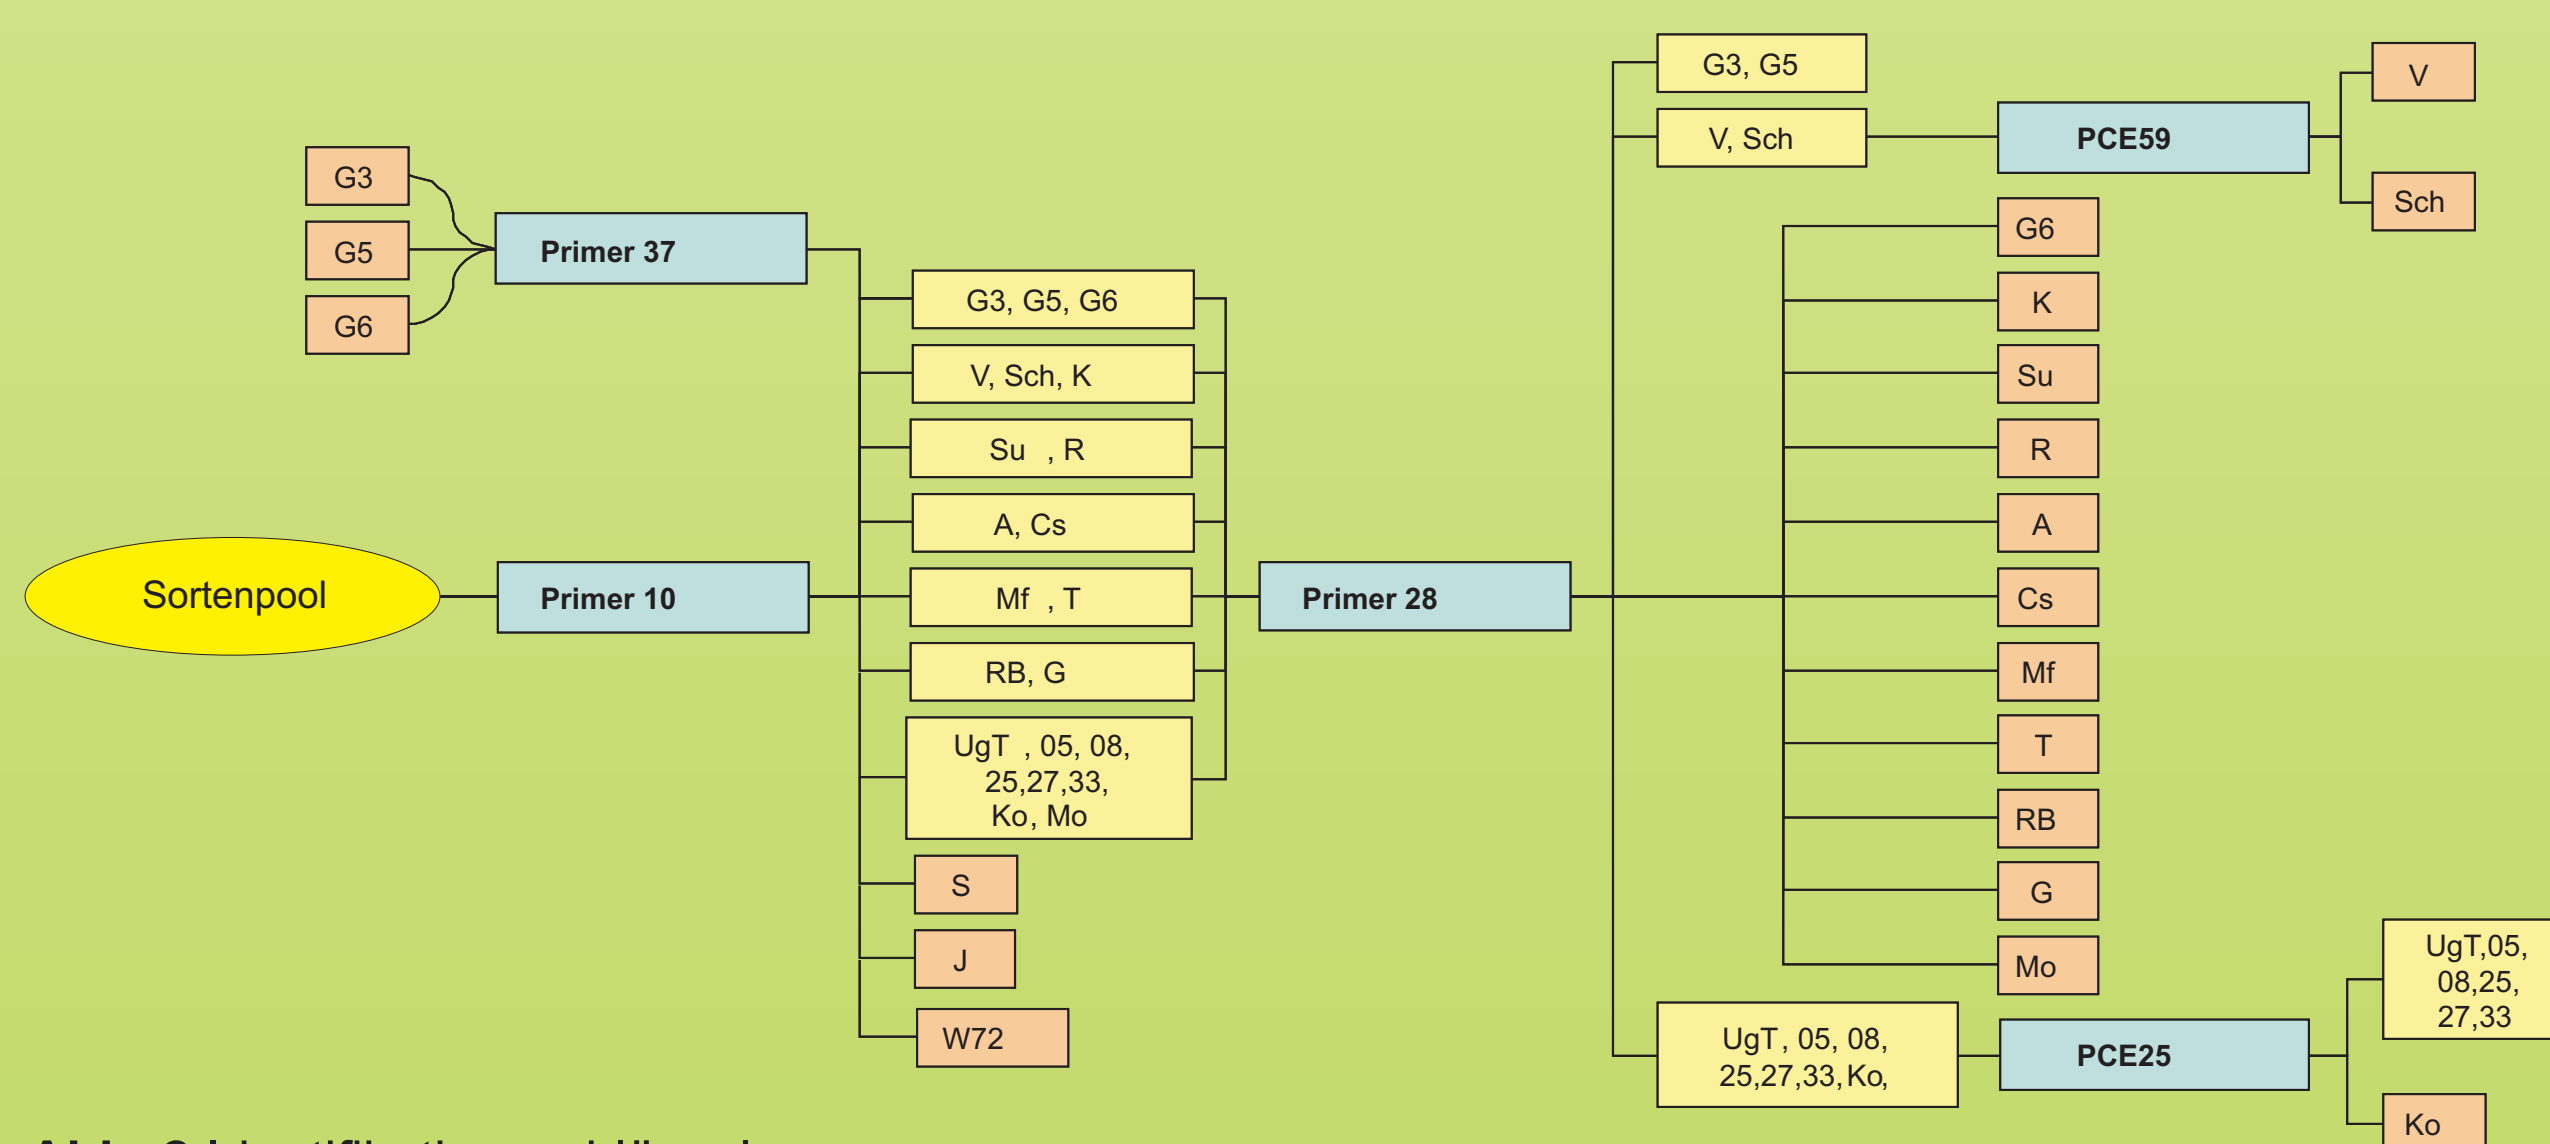 G3
G5
G6
Primer 37
Sortenpool
Primer 10
G3, G5, G6
V, Sch, K
Su , R
A, Cs
Mf , T
RB, G
UgT , 05, 08,
25,27,33,
Ko, Mo
S
J
W72
Primer 28
G3, G5
V, Sch
PCE59
V
Sch
G6
K
Su
R
A
Cs
Mf
T
RB
G
Mo
UgT, 05, 08,
25,27,33, Ko,
PCE25
UgT,05,
08,25,
27,33
Ko